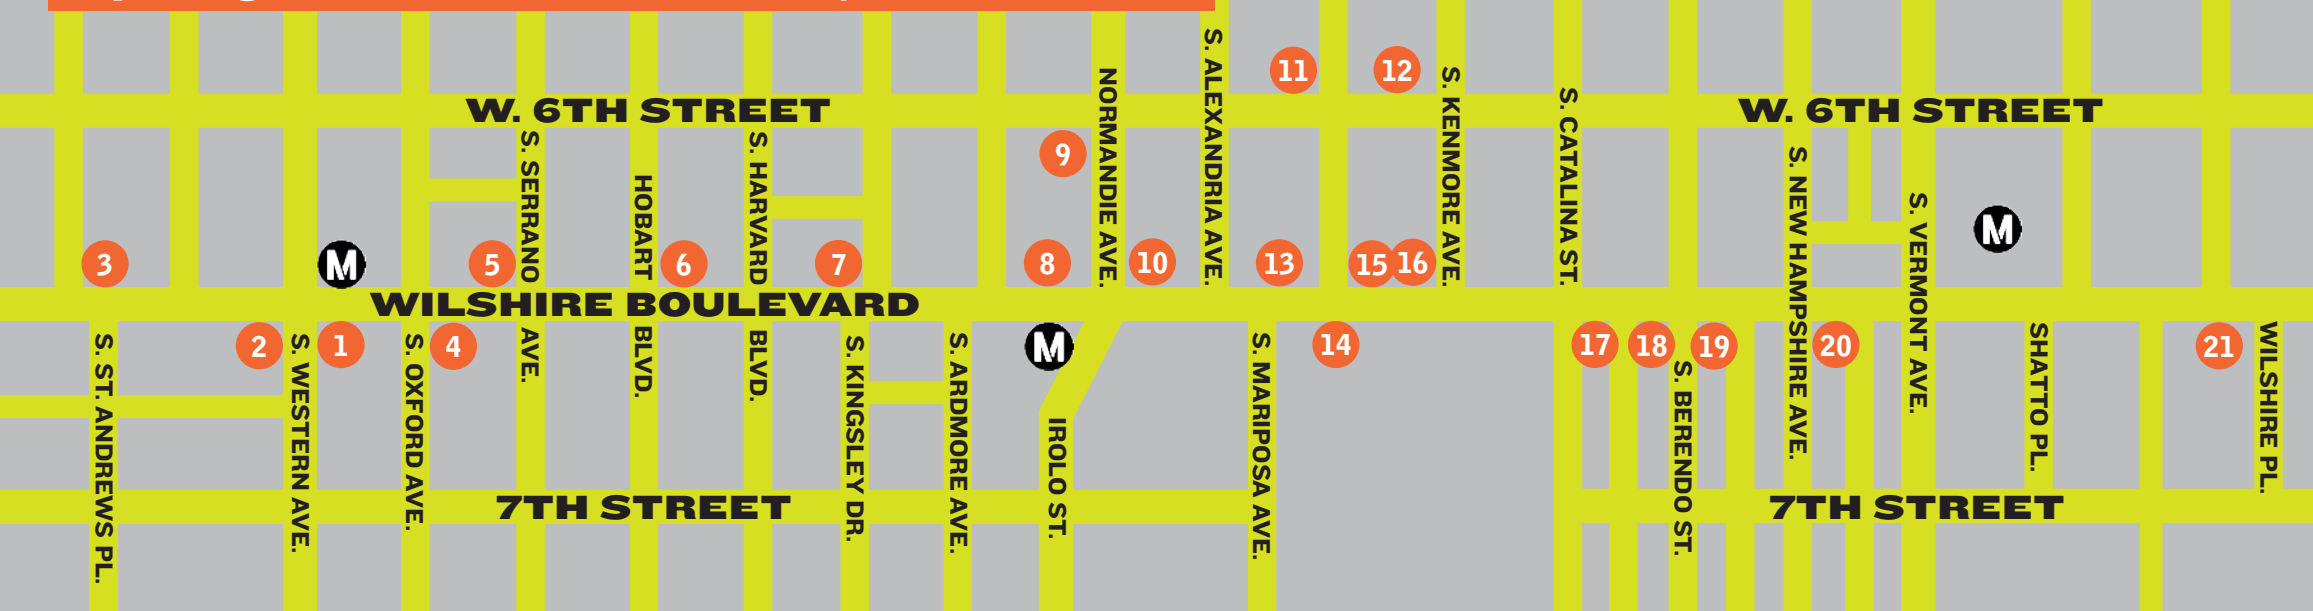 S. ALEXANDRIA AVE.
11
12
NORMANDIE AVE.
S. KENMORE AVE.
S. CATALINA ST.
W. 6TH STREET
W. 6TH STREET
S. SERRANO AVE.
HOBART BLVD.
S. HARVARD BLVD.
9
S. NEW HAMPSHIRE AVE.
S. VERMONT AVE.
M
3
M
5
6
7
8
10
13
15
16
WILSHIRE BOULEVARD
2
1
4
M
14
17
18
19
20
21
S. ST. ANDREWS PL.
S. WESTERN AVE.
S. OXFORD AVE.
S. KINGSLEY DR.
S. ARDMORE AVE.
IROLO ST.
S. MARIPOSA AVE.
S. BERENDO ST.
SHATTO PL.
WILSHIRE PL.
7TH STREET
7TH STREET